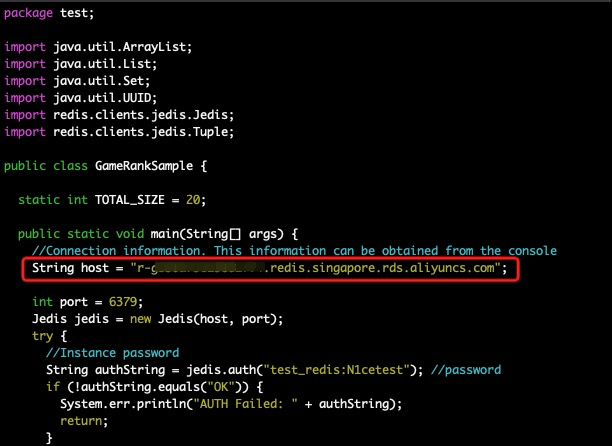 package test;
import java.util.ArrayList;
import java.util.List;
import java.util.Set;
import java.util.UUID;
import redis.clients.jedis.Jedis;
import redis.clients.jedis.Tuple;
public class GameRankSample {
static int TOTAL_SIZE = 20;
public static void main(String[] args) {
//Connection information. This information can be obtained from the console
String host = "r-g .redis.singapore.rds.aliyuncs.com";
int port = 6379;
Jedis jedis = new Jedis(host, port);
try {
//Instance password
String authString = jedis.auth("test_redis:N1cetest"); //password
if (!authString.equals("OK")) {
System.err.println("AUTH Failed: " + authString);
return;
}